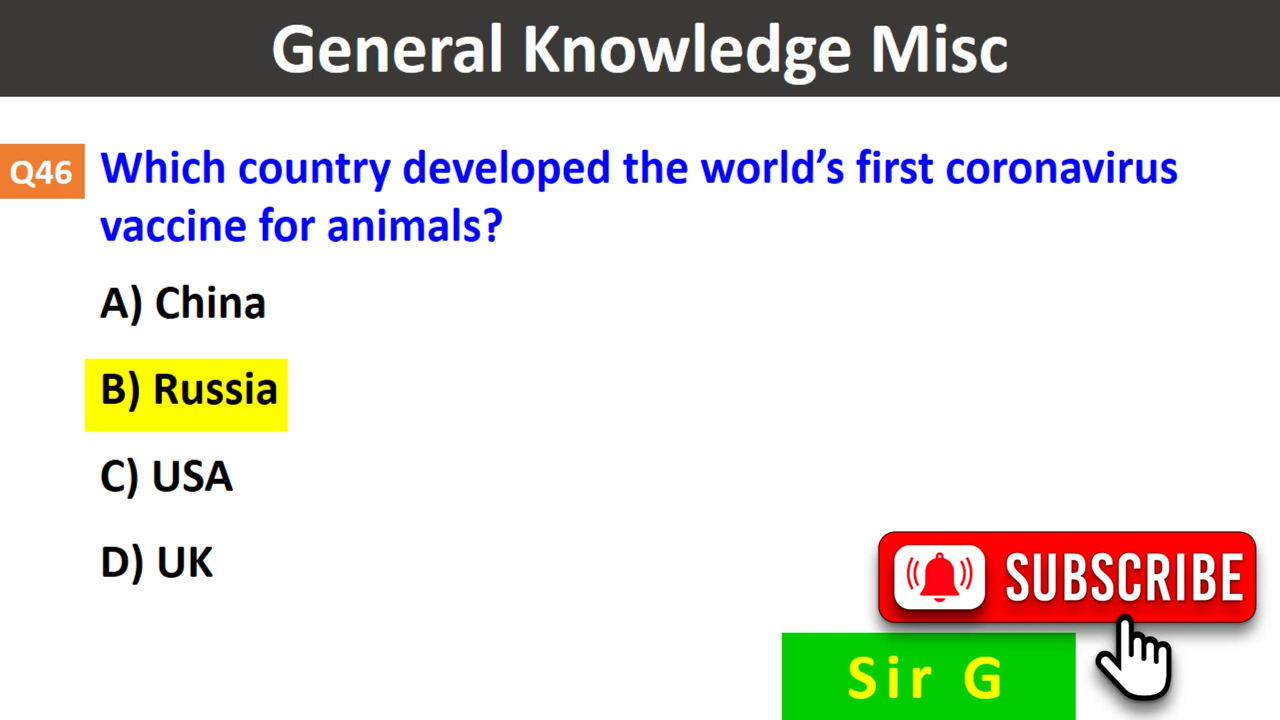 General Knowledge Misc
Q46 Which country developed the world’s first coronavirus
vaccine for animals?
A) China
B) Russia
C) USA
D) UK
SUBSCRIBE
Sir G